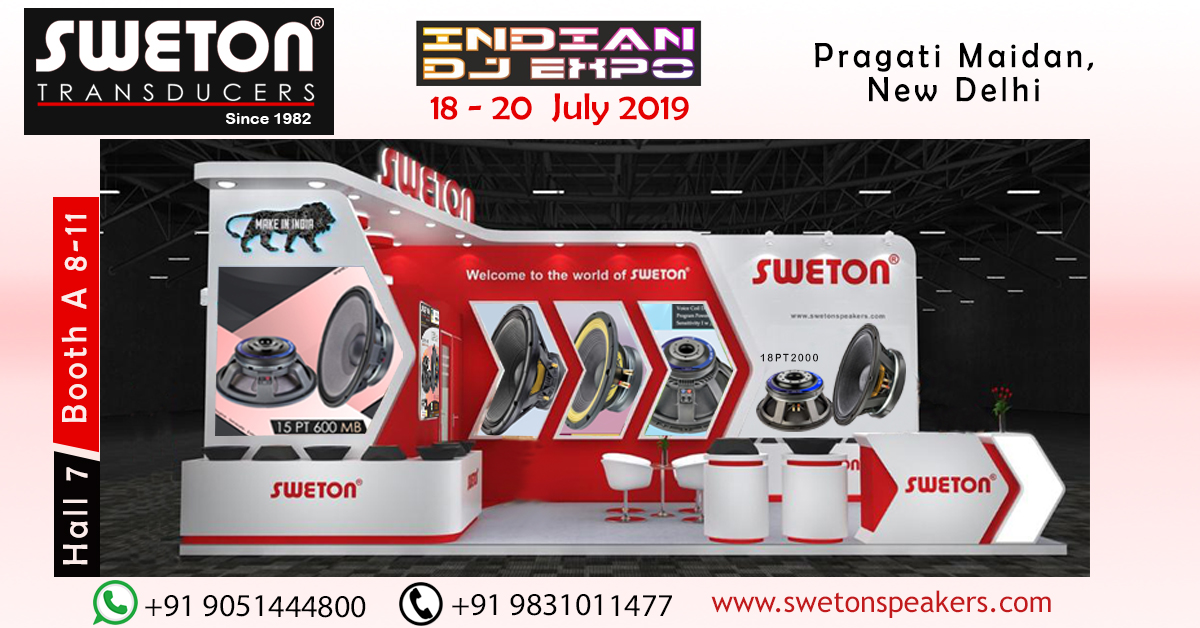 SWETON®
TRANSDUCERS
Since 1982
INDIAN
DJ EXPO
18 - 20 July 2019
Pragati Maidan,
New Delhi
Hall 7 / Booth A 8-11
SWETON
MAKE IN INDIA
15 PT 600 MB
Welcome to the world of SWETON®
SWETON®
www.swetonspeakers.com
18PT2000
SWETON®
SWETON®
+91 9051444800
+91 9831011477
www.swetonspeakers.com